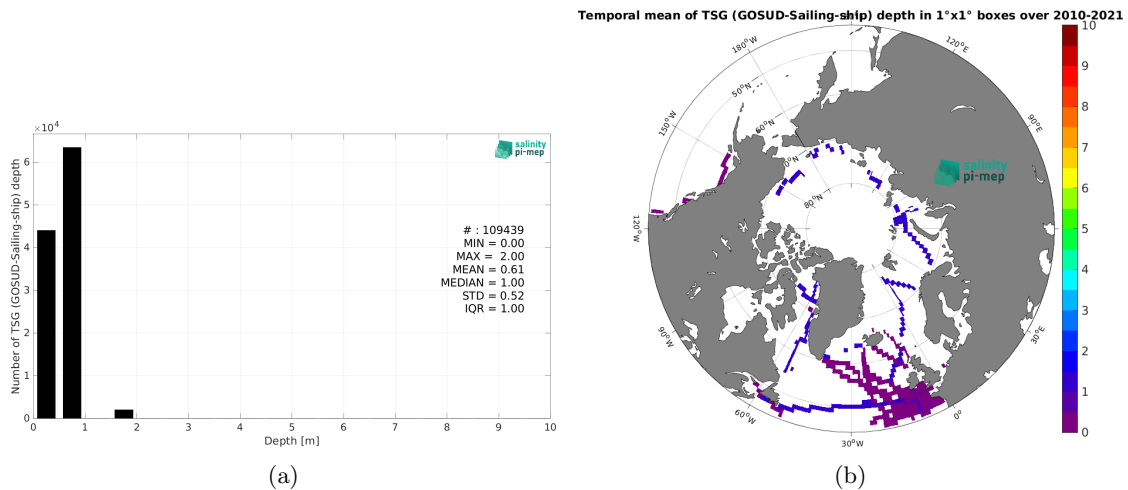 ×10⁴
salinity
pi-mep
Number of TSG (GOSUD-Sailing-ship) depth
6
5
4
3
2
1
0
# : 109439
MIN = 0.00
MAX = 2.00
MEAN = 0.61
MEDIAN = 1.00
STD = 0.52
IQR = 1.00
0 1 2 3 4 5 6 7 8 9 10
Depth [m]
(a)
Temporal mean of TSG (GOSUD-Sailing-ship) depth in 1°x1° boxes over 2010-2021
180°W
120°E
150°W
90°E
120°W
90°W
60°W
30°W
0°
30°E
50°N
60°N
0°N
80°N
salinity
pi-mep
10
9
8
7
6
5
4
3
2
1
0
(b)